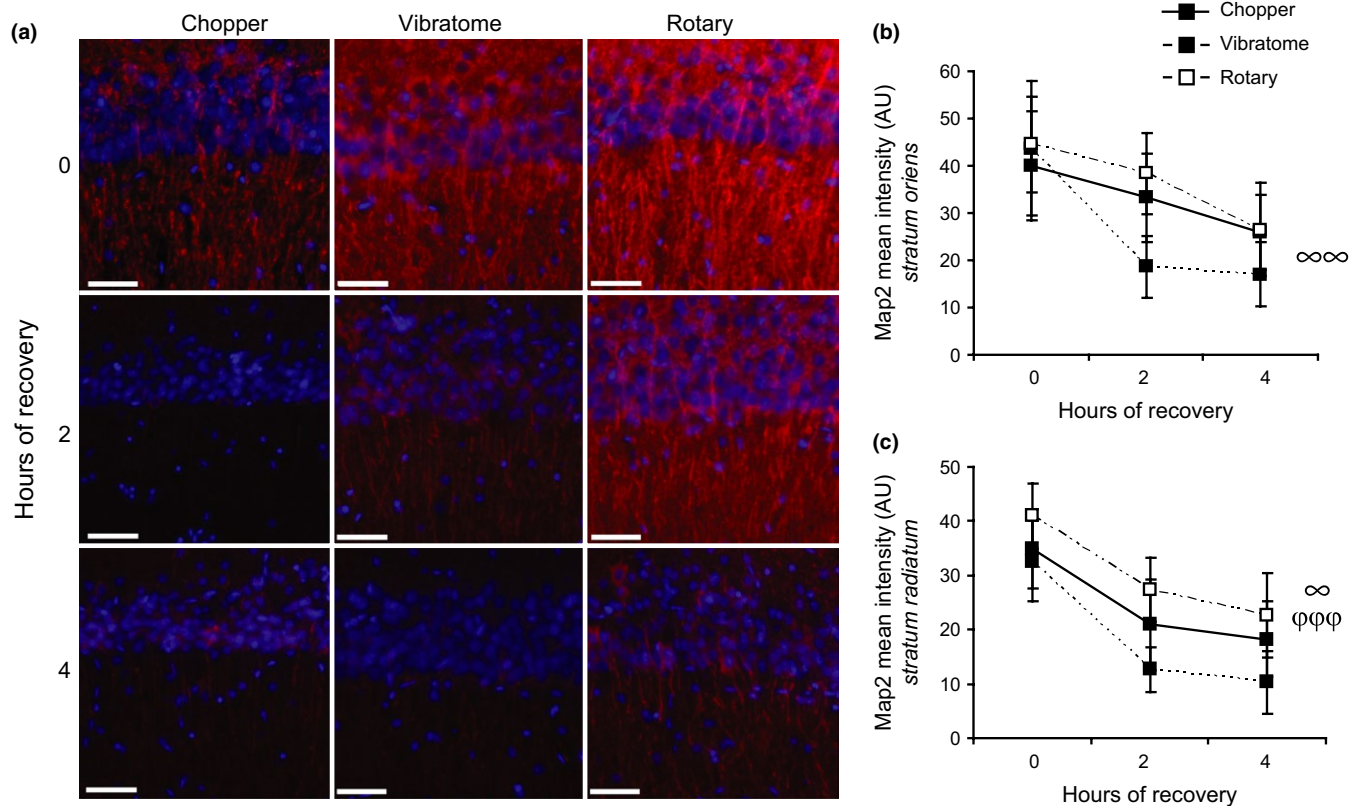 (a)
Chopper Vibratome Rotary
Hours of recovery
0
2
4
Chopper
Vibratome
Rotary
(b)
Map2 mean intensity (AU)
stratum oriens
60
50
40
30
20
10
0
∞∞
0 2 4
Hours of recovery
(c)
Map2 mean intensity (AU)
stratum radiatum
50
40
30
20
10
0
∞
φφφ
0 2 4
Hours of recovery